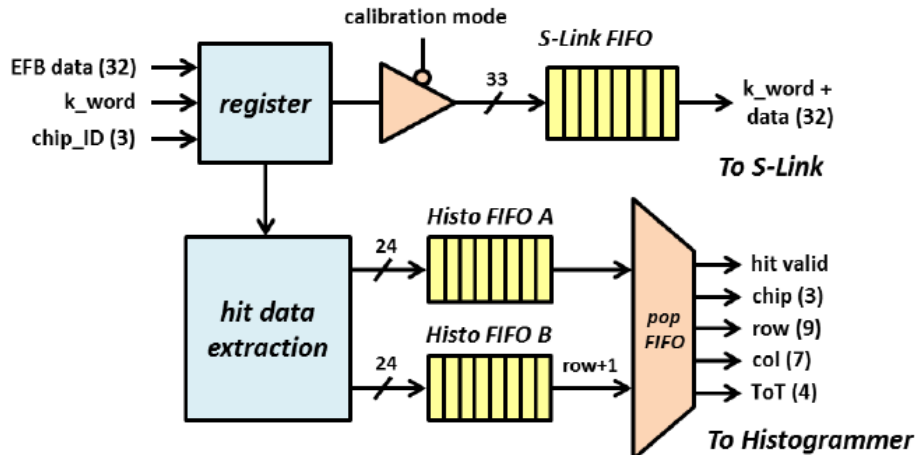 calibration mode
S-Link FIFO
EFB data (32)
k_word
chip_ID (3)
register
33
k_word +
data (32)
To S-Link
Histo FIFO A
24
hit data
extraction
Histo FIFO B
24
row+1
pop
FIFO
hit valid
chip (3)
row (9)
col (7)
ToT (4)
To Histogrammer